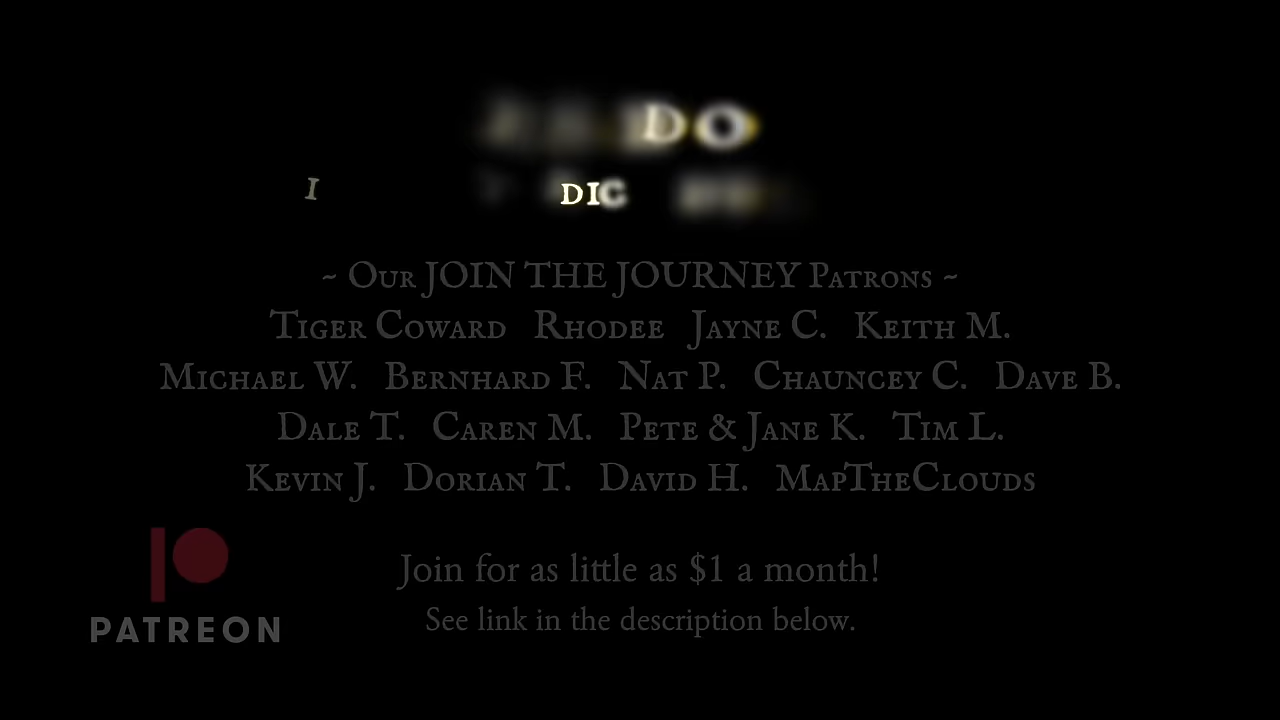 DO
I DIC
~ Our JOIN THE JOURNEY Patrons ~
Tiger Coward Rhodee Jayne C. Keith M.
Michael W. Bernhard F. Nat P. Chauncey C. Dave B.
Dale T. Caren M. Pete & Jane K. Tim L.
Kevin J. Dorian T. David H. MapTheClouds
Join for as little as $1 a month!
See link in the description below.
PATREON